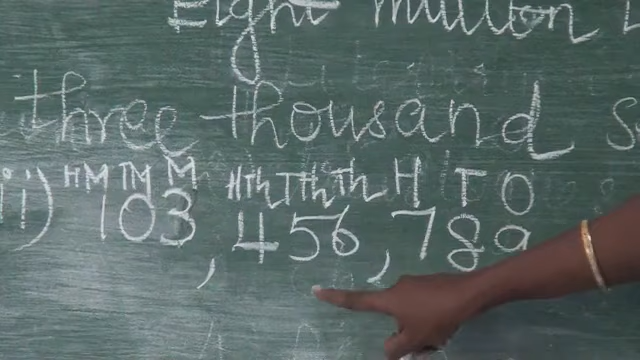 Eight million
three thousand
HM TM M HTh TTh Th H T O
ii) 103, 456, 789